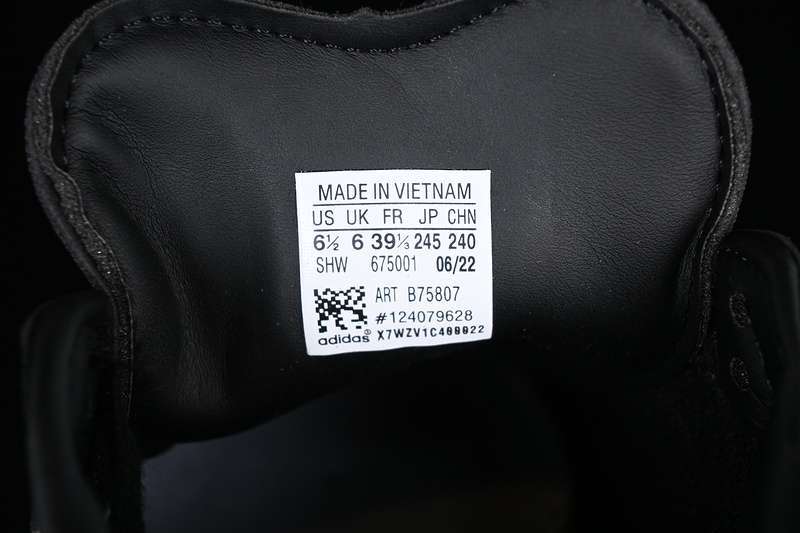 MADE IN VIETNAM
US UK FR JP CHN
6½ 6 39⅓ 245 240
SHW 675001 06/22
ART B75807
#124079628
adidas® X7WZV1C400022